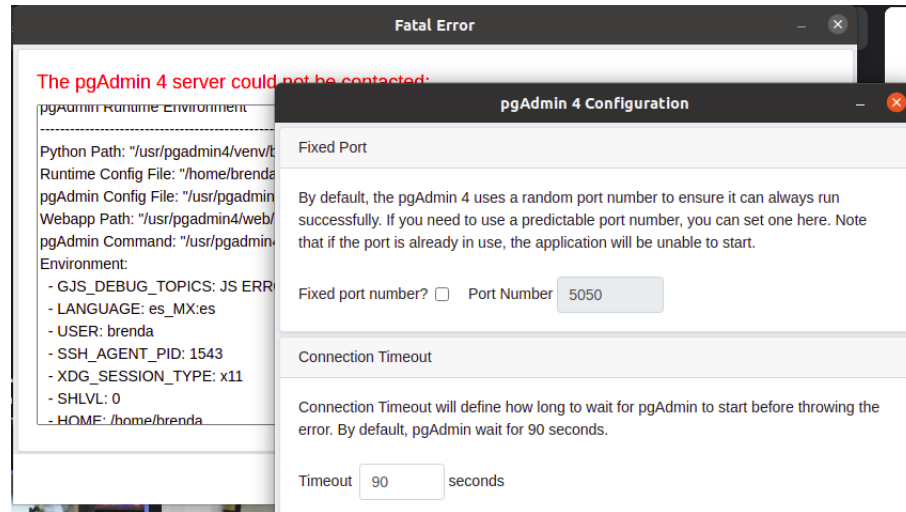 Fatal Error
The pgAdmin 4 server could not be contacted:
pgAdmin Runtime Environment
--------------------------------------------------------
Python Path: "/usr/pgadmin4/venv/b
Runtime Config File: "/home/brenda
pgAdmin Config File: "/usr/pgadmin
Webapp Path: "/usr/pgadmin4/web/
pgAdmin Command: "/usr/pgadmin4
Environment:
- GJS_DEBUG_TOPICS: JS ERRO
- LANGUAGE: es_MX:es
- USER: brenda
- SSH_AGENT_PID: 1543
- XDG_SESSION_TYPE: x11
- SHLVL: 0
- HOME: /home/brenda
pgAdmin 4 Configuration
Fixed Port
By default, the pgAdmin 4 uses a random port number to ensure it can always run
successfully. If you need to use a predictable port number, you can set one here. Note
that if the port is already in use, the application will be unable to start.
Fixed port number? Port Number 5050
Connection Timeout
Connection Timeout will define how long to wait for pgAdmin to start before throwing the
error. By default, pgAdmin wait for 90 seconds.
Timeout 90 seconds